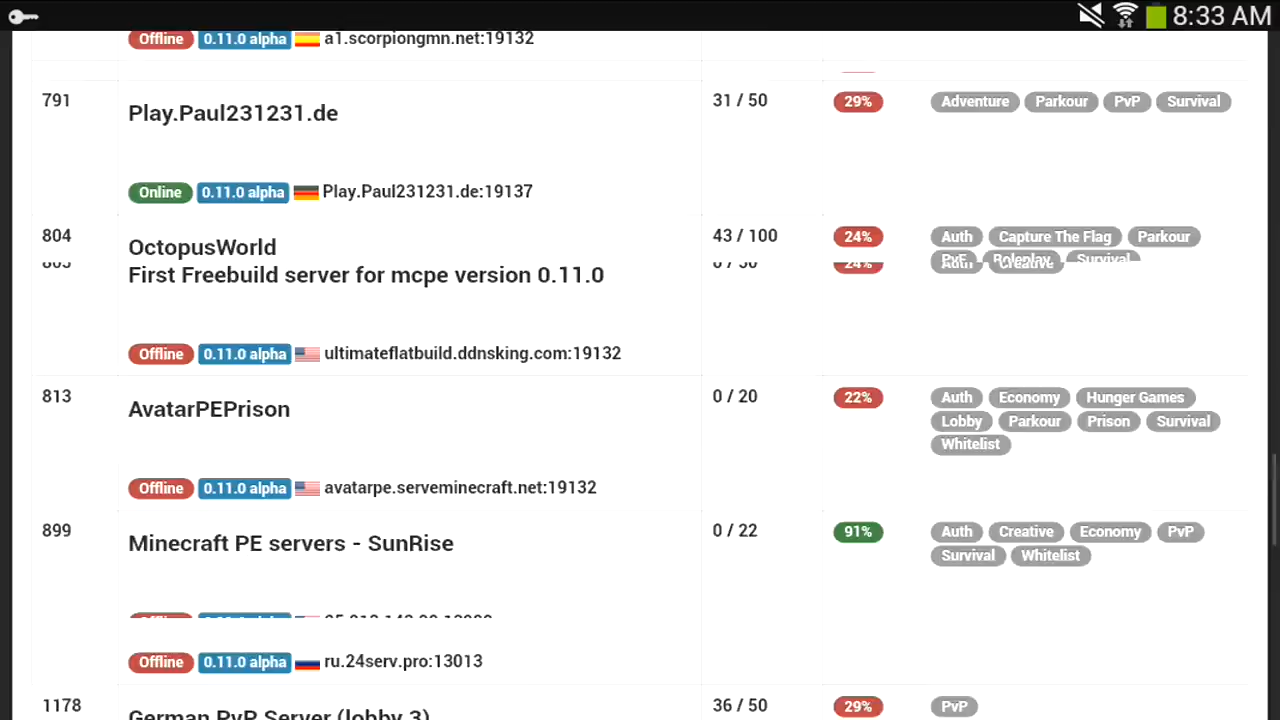 8:33 AM
Offline 0.11.0 alpha a1.scorpiongmn.net:19132
791 Play.Paul231231.de 31 / 50 29% Adventure Parkour PvP Survival
Online 0.11.0 alpha Play.Paul231231.de:19137
804 OctopusWorld 43 / 100 24% Auth Capture The Flag Parkour
PvE Roleplay Survival
Auth Creative
First Freebuild server for mcpe version 0.11.0
Offline 0.11.0 alpha ultimateflatbuild.ddnsking.com:19132
813 AvatarPEPrison 0 / 20 22% Auth Economy Hunger Games
Lobby Parkour Prison Survival
Whitelist
Offline 0.11.0 alpha avatarpe.serveminecraft.net:19132
899 Minecraft PE servers - SunRise 0 / 22 91% Auth Creative Economy PvP
Survival Whitelist
Offline 0.11.0 alpha ru.24serv.pro:13013
1178 German PvP Server (lobby 3) 36 / 50 29% PvP